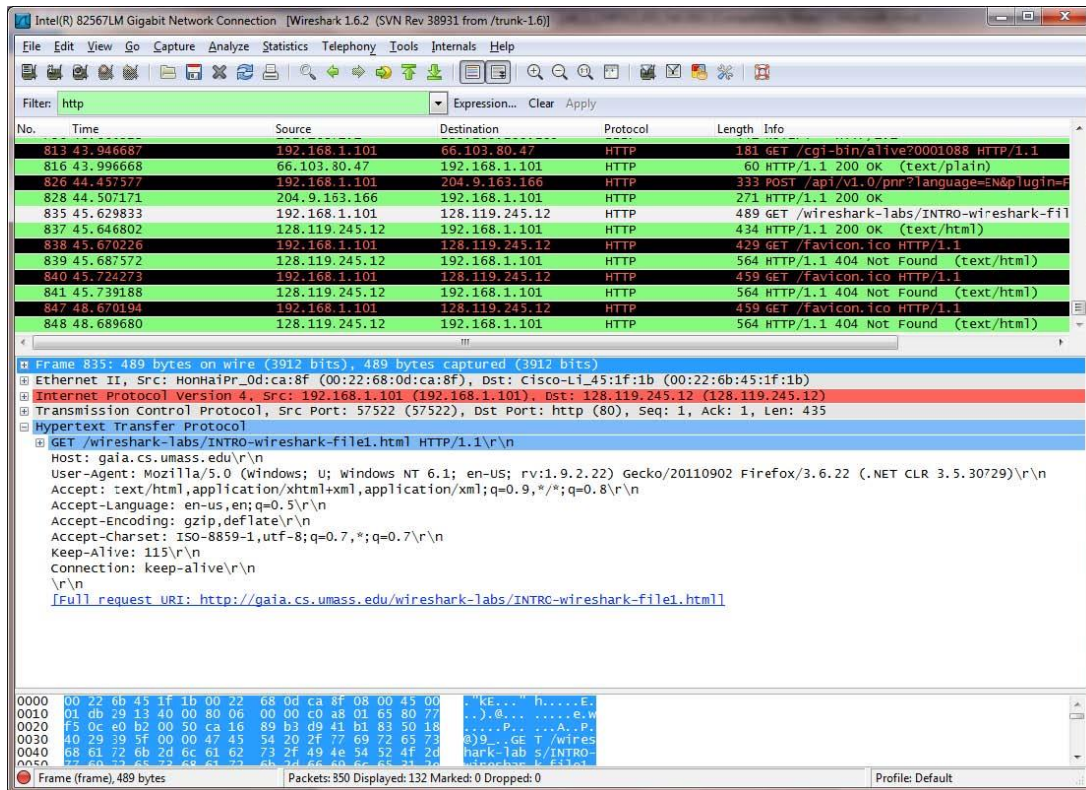 Intel(R) 82567LM Gigabit Network Connection [Wireshark 1.6.2 (SVN Rev 38931 from /trunk-1.6)]
File Edit View Go Capture Analyze Statistics Telephony Tools Internals Help
Filter: http Expression... Clear Apply
No. Time Source Destination Protocol Length Info
813 43.946687 192.168.1.101 66.103.80.47 HTTP 181 GET /cgi-bin/alive?0001088 HTTP/1.1
816 43.996668 66.103.80.47 192.168.1.101 HTTP 60 HTTP/1.1 200 OK (text/plain)
826 44.457577 192.168.1.101 204.9.163.166 HTTP 333 POST /api/v1.0/pnr?language=EN&plugin=F
828 44.507171 204.9.163.166 192.168.1.101 HTTP 271 HTTP/1.1 200 OK
835 45.629833 192.168.1.101 128.119.245.12 HTTP 489 GET /wireshark-labs/INTRO-wireshark-fil
837 45.646802 128.119.245.12 192.168.1.101 HTTP 434 HTTP/1.1 200 OK (text/html)
838 45.670226 192.168.1.101 128.119.245.12 HTTP 429 GET /favicon.ico HTTP/1.1
839 45.687572 128.119.245.12 192.168.1.101 HTTP 564 HTTP/1.1 404 Not Found (text/html)
840 45.724273 192.168.1.101 128.119.245.12 HTTP 459 GET /favicon.ico HTTP/1.1
841 45.739188 128.119.245.12 192.168.1.101 HTTP 564 HTTP/1.1 404 Not Found (text/html)
847 48.670194 192.168.1.101 128.119.245.12 HTTP 459 GET /favicon.ico HTTP/1.1
848 48.689680 128.119.245.12 192.168.1.101 HTTP 564 HTTP/1.1 404 Not Found (text/html)
Frame 835: 489 bytes on wire (3912 bits), 489 bytes captured (3912 bits)
Ethernet II, Src: HonHaiPr_0d:ca:8f (00:22:68:0d:ca:8f), Dst: Cisco-Li_45:1f:1b (00:22:6b:45:1f:1b)
Internet Protocol Version 4, Src: 192.168.1.101 (192.168.1.101), Dst: 128.119.245.12 (128.119.245.12)
Transmission Control Protocol, Src Port: 57522 (57522), Dst Port: http (80), Seq: 1, Ack: 1, Len: 435
Hypertext Transfer Protocol
GET /wireshark-labs/INTRO-wireshark-file1.html HTTP/1.1\r\n
Host: gaia.cs.umass.edu\r\n
User-Agent: Mozilla/5.0 (Windows; U; Windows NT 6.1; en-US; rv:1.9.2.22) Gecko/20110902 Firefox/3.6.22 (.NET CLR 3.5.30729)\r\n
Accept: text/html,application/xhtml+xml,application/xml;q=0.9,*/*;q=0.8\r\n
Accept-Language: en-us,en;q=0.5\r\n
Accept-Encoding: gzip,deflate\r\n
Accept-Charset: ISO-8859-1,utf-8;q=0.7,*;q=0.7\r\n
Keep-Alive: 115\r\n
Connection: keep-alive\r\n
\r\n
[Full request URI: http://gaia.cs.umass.edu/wireshark-labs/INTRO-wireshark-file1.html]
0000 00 22 6b 45 1f 1b 00 22 68 0d ca 8f 08 00 45 00 ."kE..." h.....E.
0010 01 db 29 13 40 00 80 06 00 00 c0 a8 01 65 80 77 ..).@... .....e.w
0020 f5 0c e0 b2 00 50 ca 16 89 b3 d9 41 b1 83 50 18 .....P.. ...A..P.
0030 40 29 39 5f 00 00 47 45 54 20 2f 77 69 72 65 73 @)9_..GE T /wires
0040 68 61 72 6b 2d 6c 61 62 73 2f 49 4e 54 52 4f 2d hark-lab s/INTRO-
0050 77 69 72 65 73 68 61 72 6b 2d 66 69 6c 65 31 2e wireshar k-file1.
Frame (frame), 489 bytes Packets: 850 Displayed: 132 Marked: 0 Dropped: 0 Profile: Default